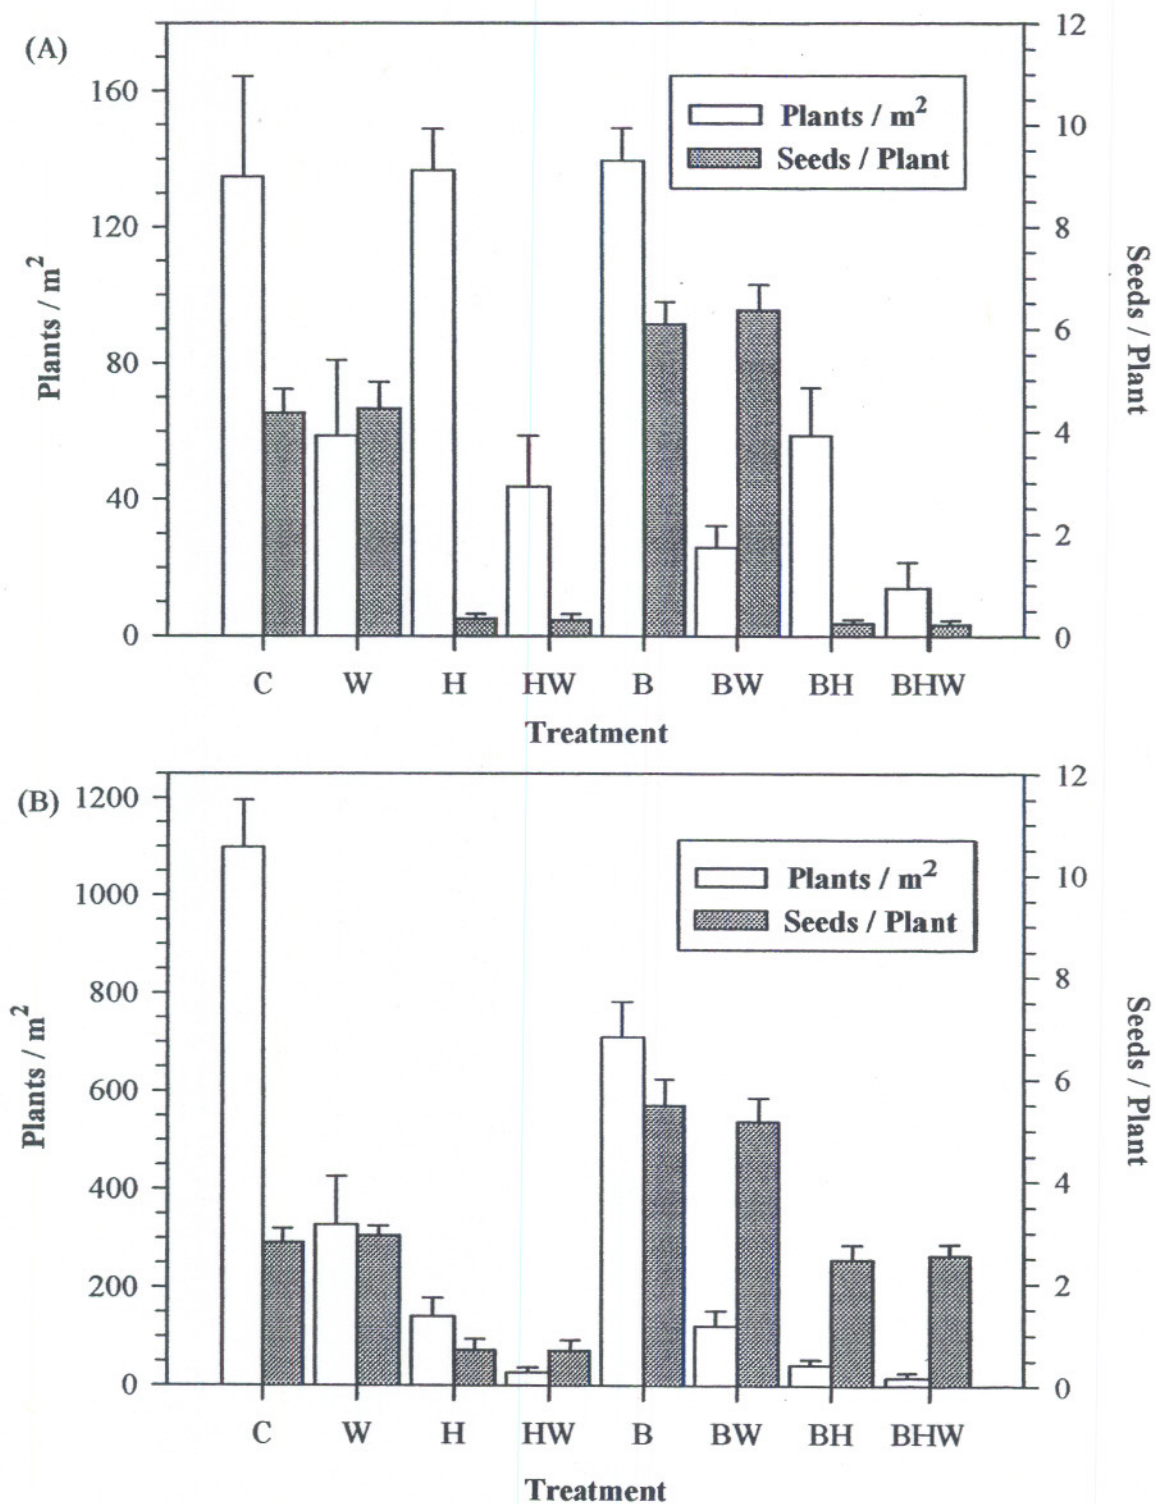 (A)
160
120
80
40
0
Plants / m²
12
10
8
6
4
2
0
Seeds / Plant
Plants / m²
Seeds / Plant
C W H HW B BW BH BHW
Treatment
(B)
1200
1000
800
600
400
200
0
Plants / m²
12
10
8
6
4
2
0
Seeds / Plant
Plants / m²
Seeds / Plant
C W H HW B BW BH BHW
Treatment